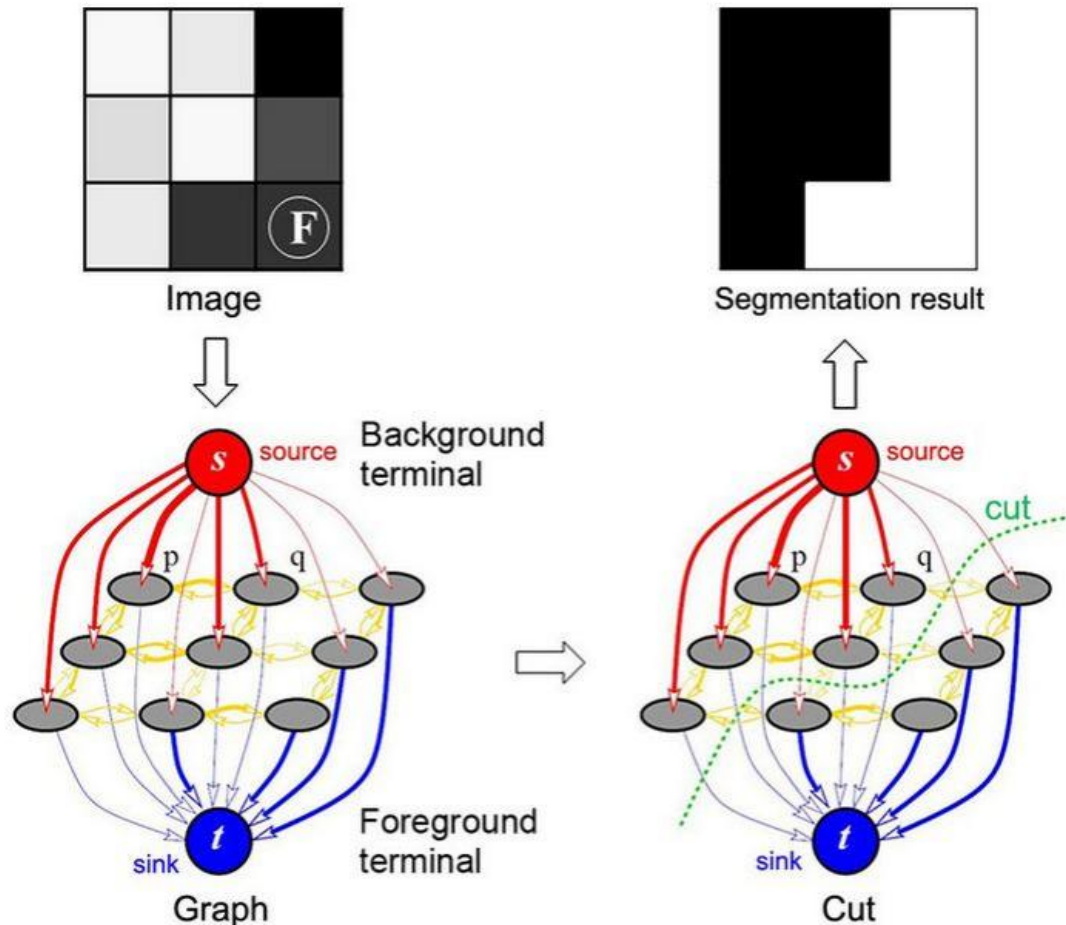 F
Image
Segmentation result
s
source
Background
terminal
p
q
t
sink
Foreground
terminal
Graph
s
source
cut
p
q
t
sink
Cut